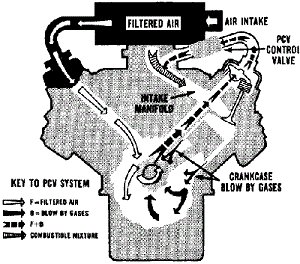 FILTERED AIR
AIR INTAKE
PCV
CONTROL
VALVE
INTAKE
MANIFOLD
CRANKCASE
BLOW BY GASES
KEY TO PCV SYSTEM
F = FILTERED AIR
B = BLOW BY GASES
F + B
COMBUSTIBLE MIXTURE